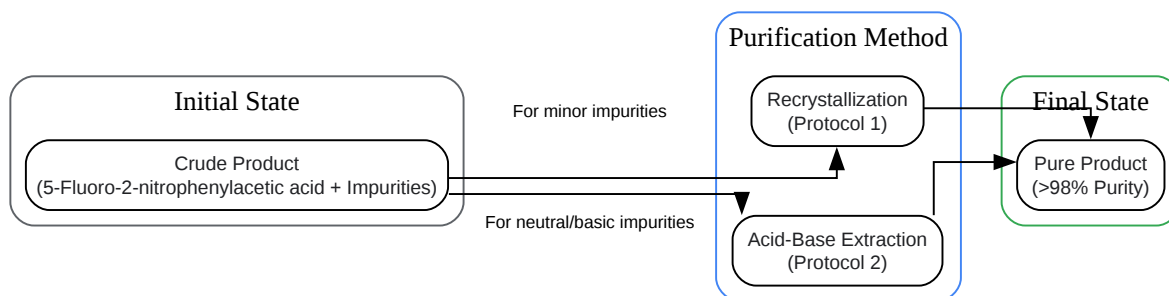 Initial State
Crude Product
(5-Fluoro-2-nitrophenylacetic acid + Impurities)
For minor impurities
For neutral/basic impurities
Purification Method
Recrystallization
(Protocol 1)
Acid-Base Extraction
(Protocol 2)
Final State
Pure Product
(>98% Purity)